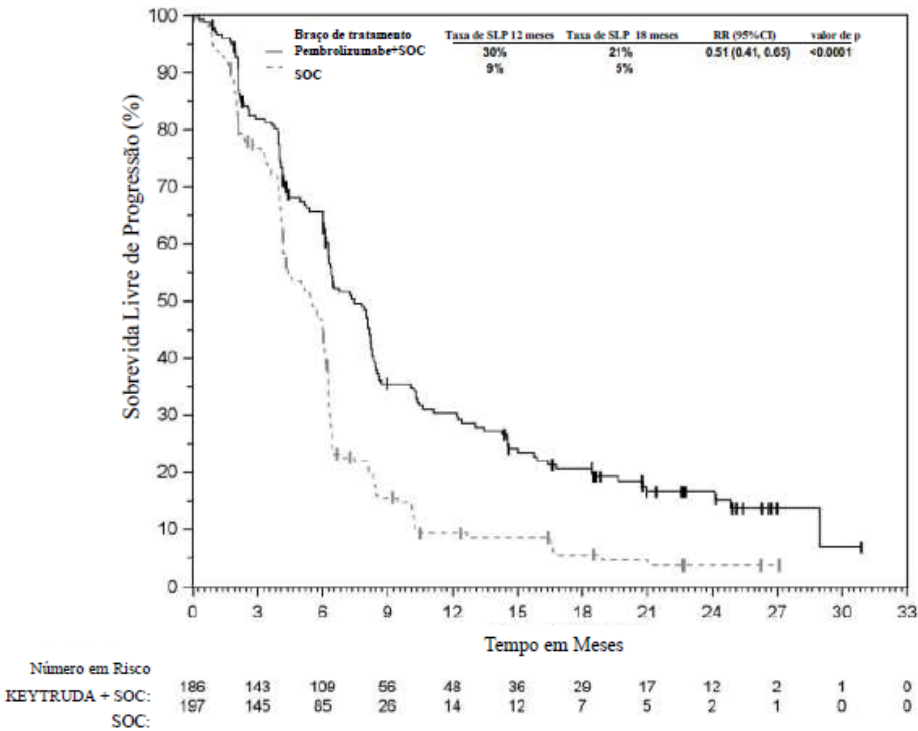 Braço de tratamento Taxa de SLP 12 meses Taxa de SLP 18 meses RR (95%CI) valor de p
Pembrolizumabe+SOC 30% 21% 0.51 (0.41, 0.65) <0.0001
SOC 9% 5%
Sobrevida Livre de Progressão (%)
100
90
80
70
60
50
40
30
20
10
0
0 3 6 9 12 15 18 21 24 27 30 33
Tempo em Meses
Número em Risco
KEYTRUDA + SOC: 186 143 109 56 48 36 29 17 12 2 1 0
SOC: 197 145 85 26 14 12 7 5 2 1 0 0